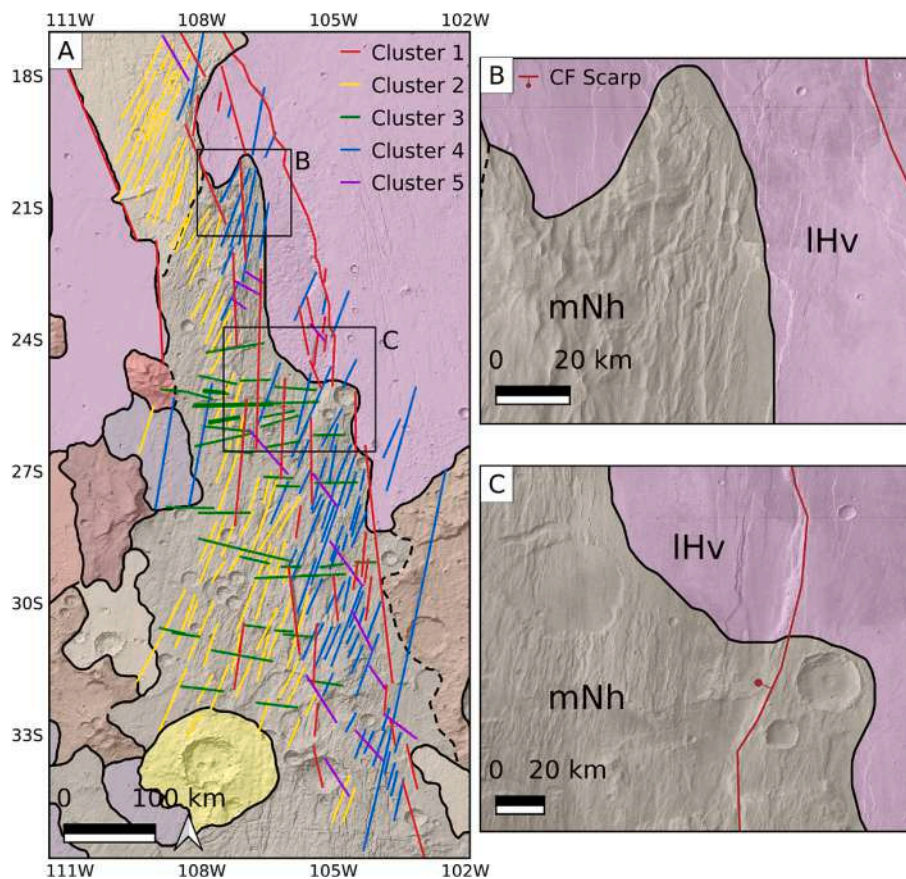 111W 108W 105W 102W
A
18S
21S
24S
27S
30S
33S
Cluster 1
Cluster 2
Cluster 3
Cluster 4
Cluster 5
B
C
0 100 km
111W 108W 105W 102W
B
CF Scarp
lHv
mNh
0 20 km
C
lHv
mNh
0 20 km